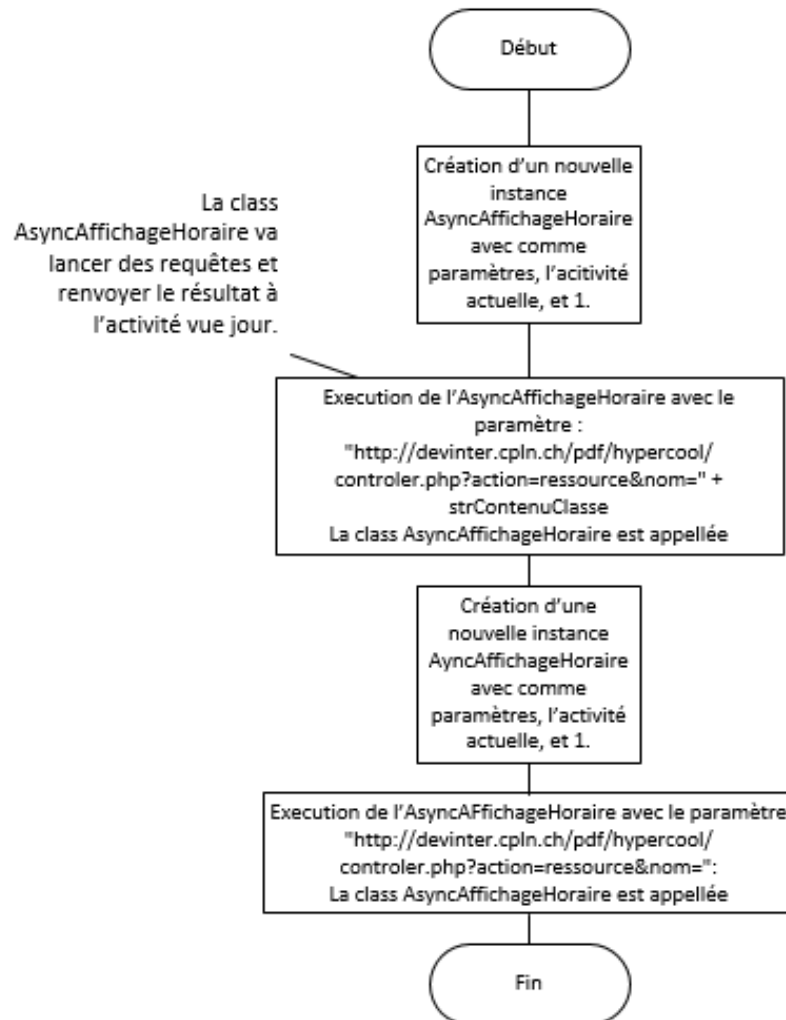 Début
Création d'un nouvelle
instance
AsyncAffichageHoraire
avec comme
paramètres, l'acitivité
actuelle, et 1.
La class
AsyncAffichageHoraire va
lancer des requêtes et
renvoyer le résultat à
l'activité vue jour.
Execution de l'AsyncAffichageHoraire avec le
paramètre :
"http://devinter.cpln.ch/pdf/hypercool/
controler.php?action=ressource&nom=" +
strContenuClasse
La class AsyncAffichageHoraire est appellée
Création d'une
nouvelle instance
AyncAffichageHoraire
avec comme
paramètres, l'activité
actuelle, et 1.
Execution de l'AsyncAFfichageHoraire avec le paramètre
"http://devinter.cpln.ch/pdf/hypercool/
controler.php?action=ressource&nom=":
La class AsyncAffichageHoraire est appellée
Fin